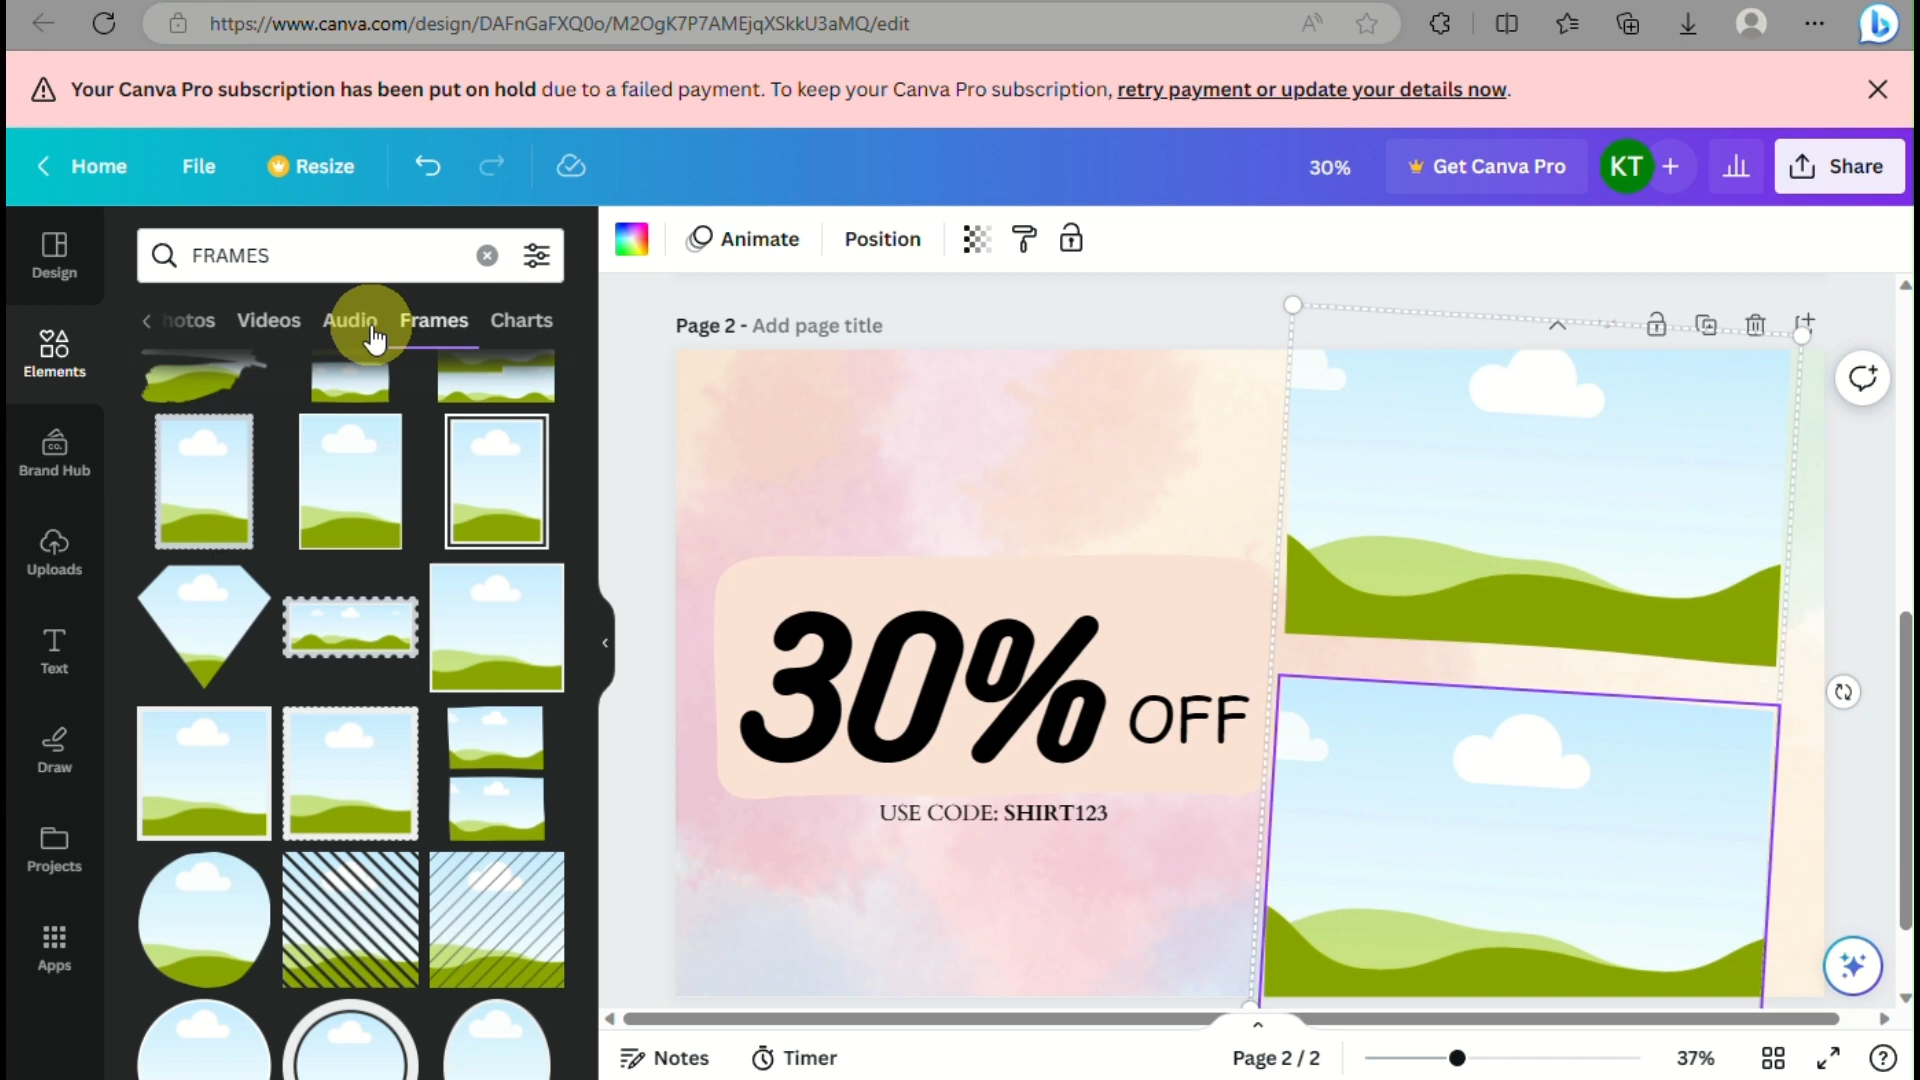 https://www.canva.com/design/DAFnGaFXQ0o/M2OgK7P7AMEjqXSkkU3aMQ/edit
Your Canva Pro subscription has been put on hold due to a failed payment. To keep your Canva Pro subscription, retry payment or update your details now.
Home File Resize 30% Get Canva Pro KT + Share
Design
Elements
Brand Hub
CO.
Uploads
Text
Draw
Projects
Apps
FRAMES
hotos Videos Audio Frames Charts
Animate Position
Page 2 - Add page title
30% OFF
USE CODE: SHIRT123
Notes Timer Page 2 / 2 37%